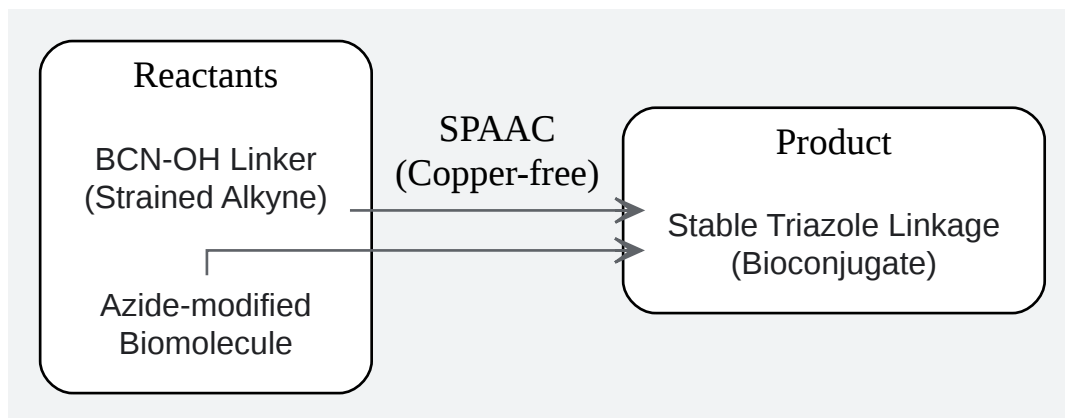 Reactants
BCN-OH Linker
(Strained Alkyne)
Azide-modified
Biomolecule
SPAAC
(Copper-free)
Product
Stable Triazole Linkage
(Bioconjugate)